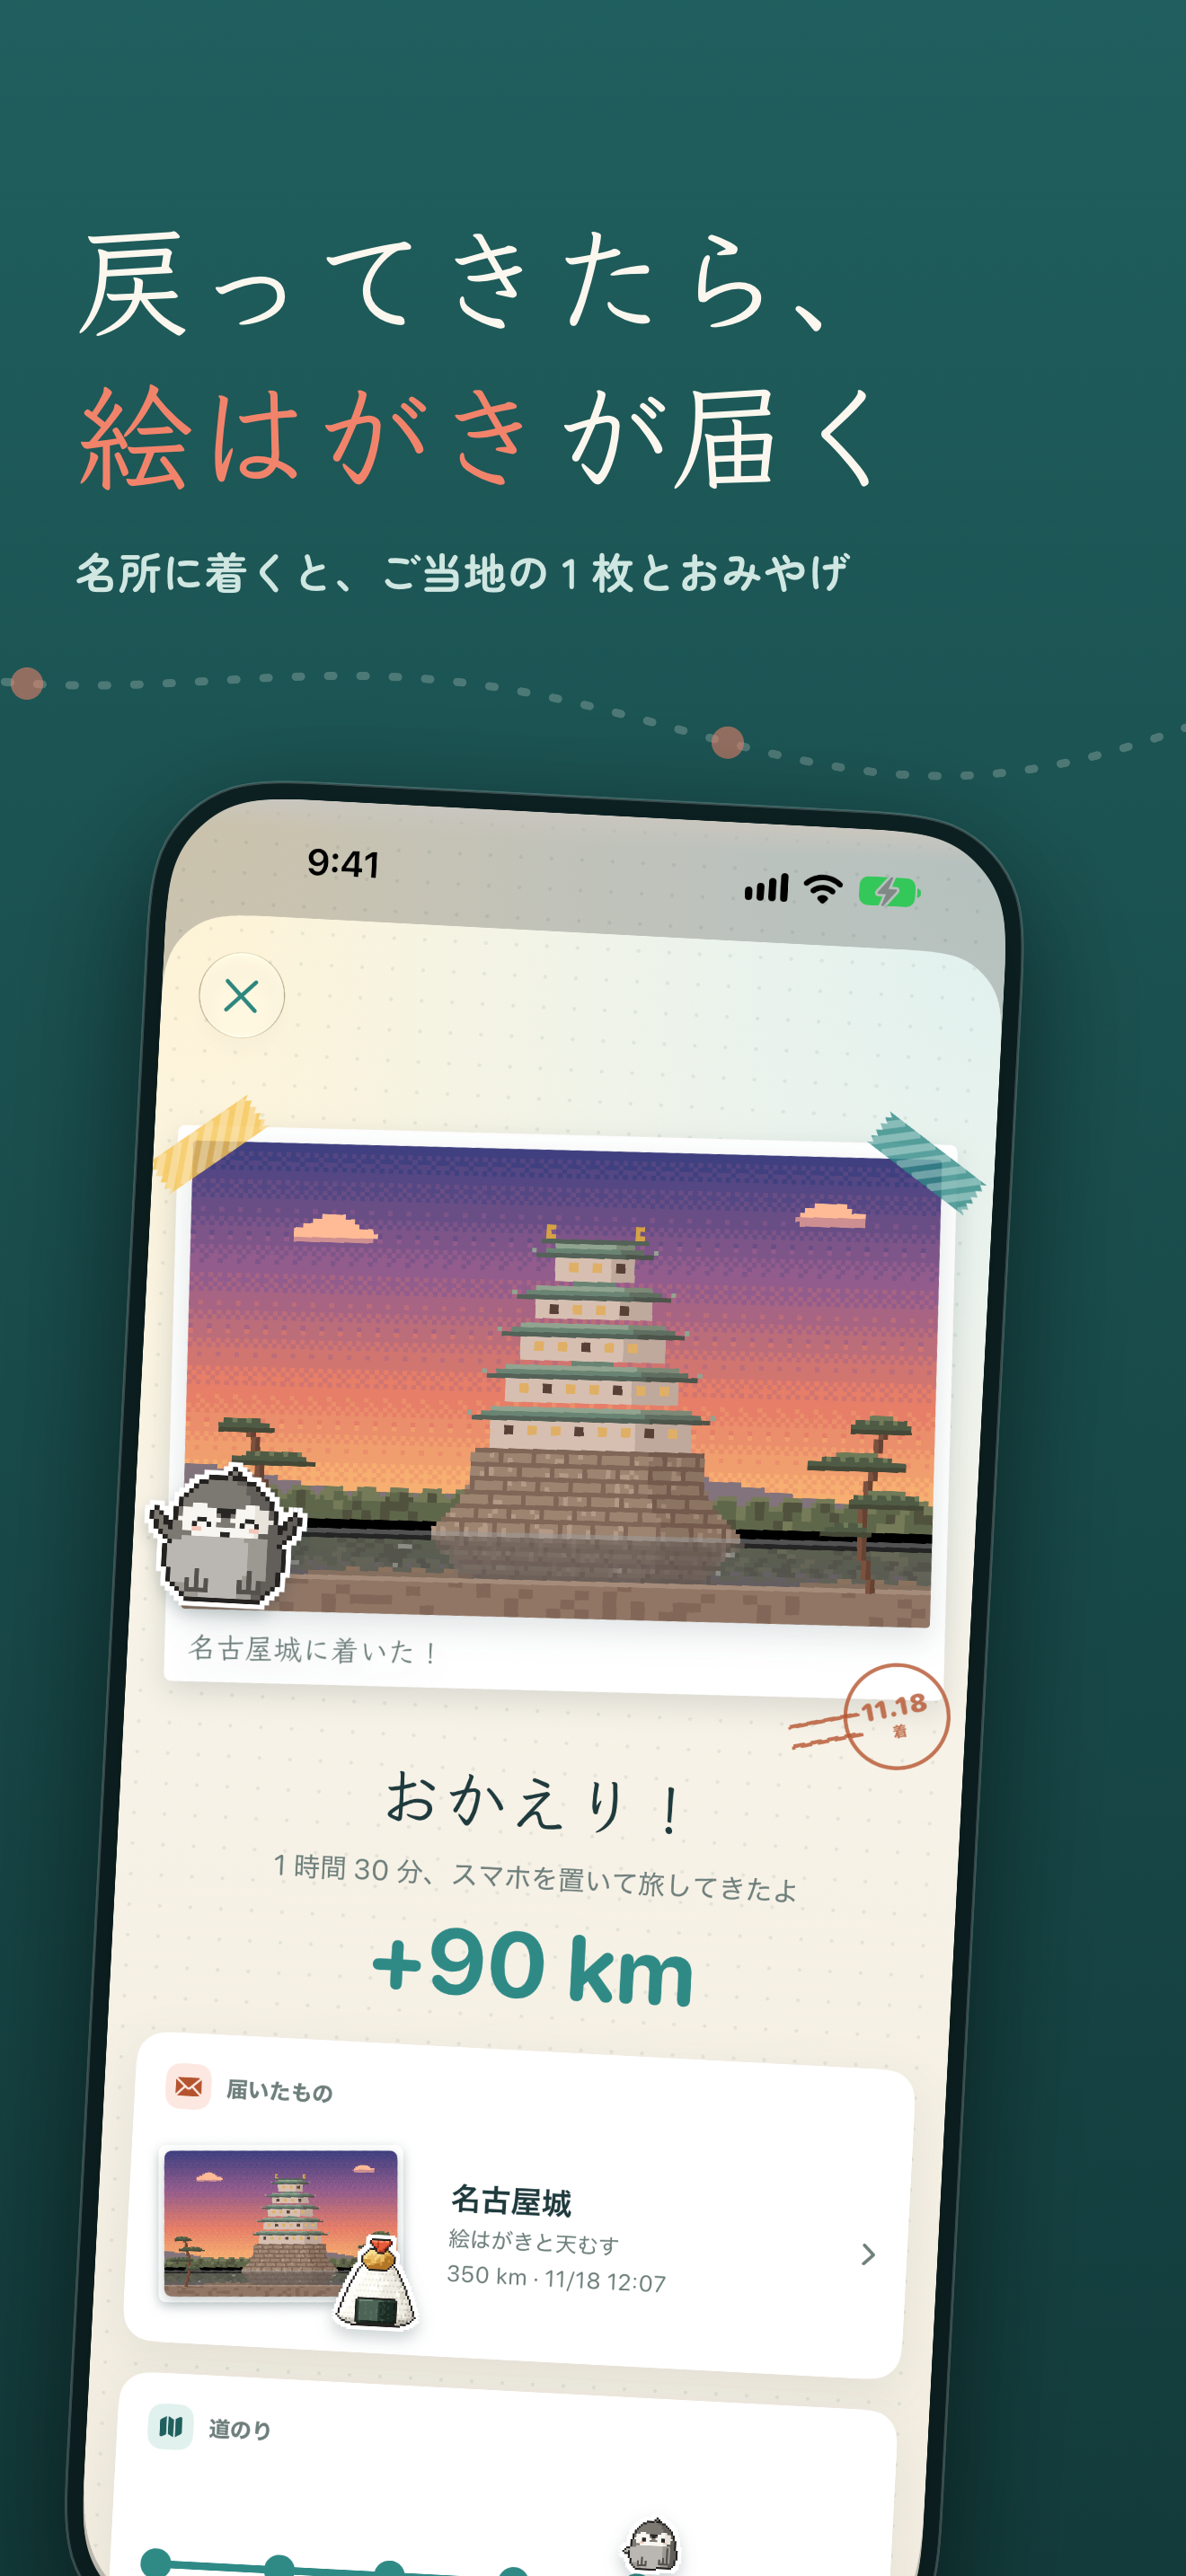 戻ってきたら、
絵はがきが届く
名所に着くと、ご当地の1枚とおみやげ
9:41
名古屋城に着いた！
11.18
着
おかえり！
1時間30分、スマホを置いて旅してきたよ
+90 km
届いたもの
名古屋城
絵はがきと天むす
350 km · 11/18 12:07
道のり